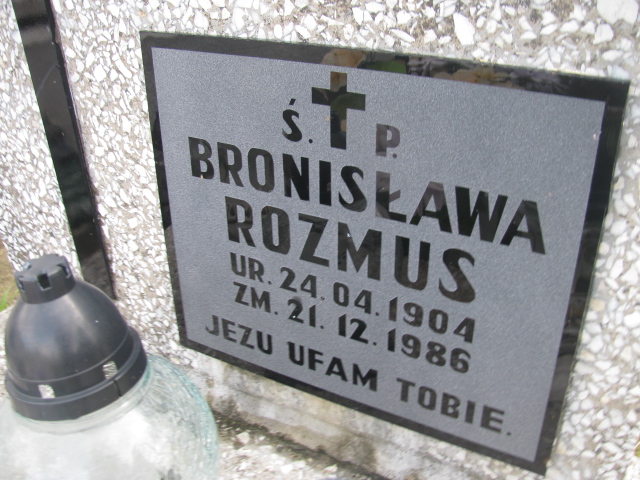 Ś. P.
BRONISŁAWA
ROZMUS
UR. 24.04.1904
ZM. 21.12.1986
JEZU UFAM TOBIE.